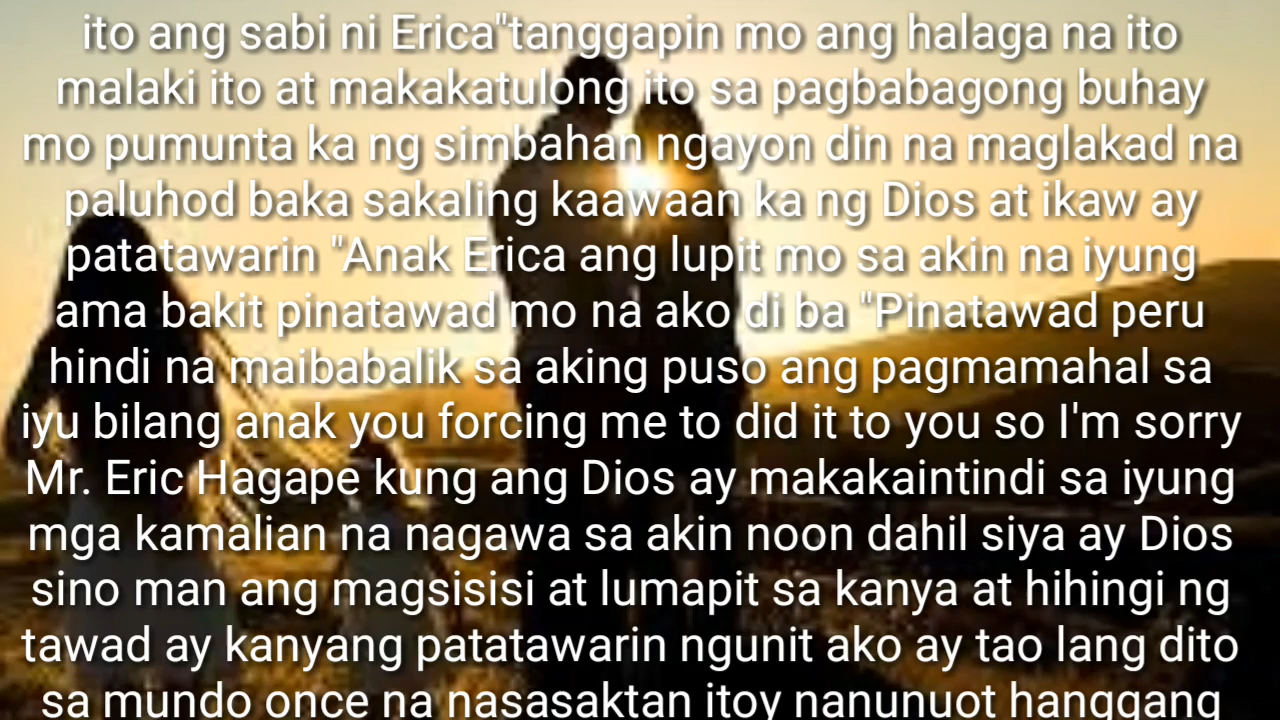 ito ang sabi ni Erica"tanggapin mo ang halaga na ito
malaki ito at makakatulong ito sa pagbabagong buhay
mo pumunta ka ng simbahan ngayon din na maglakad na
paluhod baka sakaling kaawaan ka ng Dios at ikaw ay
patatawarin "Anak Erica ang lupit mo sa akin na iyung
ama bakit pinatawad mo na ako di ba "Pinatawad peru
hindi na maibabalik sa aking puso ang pagmamahal sa
iyu bilang anak you forcing me to did it to you so I'm sorry
Mr. Eric Hagape kung ang Dios ay makakaintindi sa iyung
mga kamalian na nagawa sa akin noon dahil siya ay Dios
sino man ang magsisisi at lumapit sa kanya at hihingi ng
tawad ay kanyang patatawarin ngunit ako ay tao lang dito
sa mundo once na nasasaktan itoy nanunuot hanggang